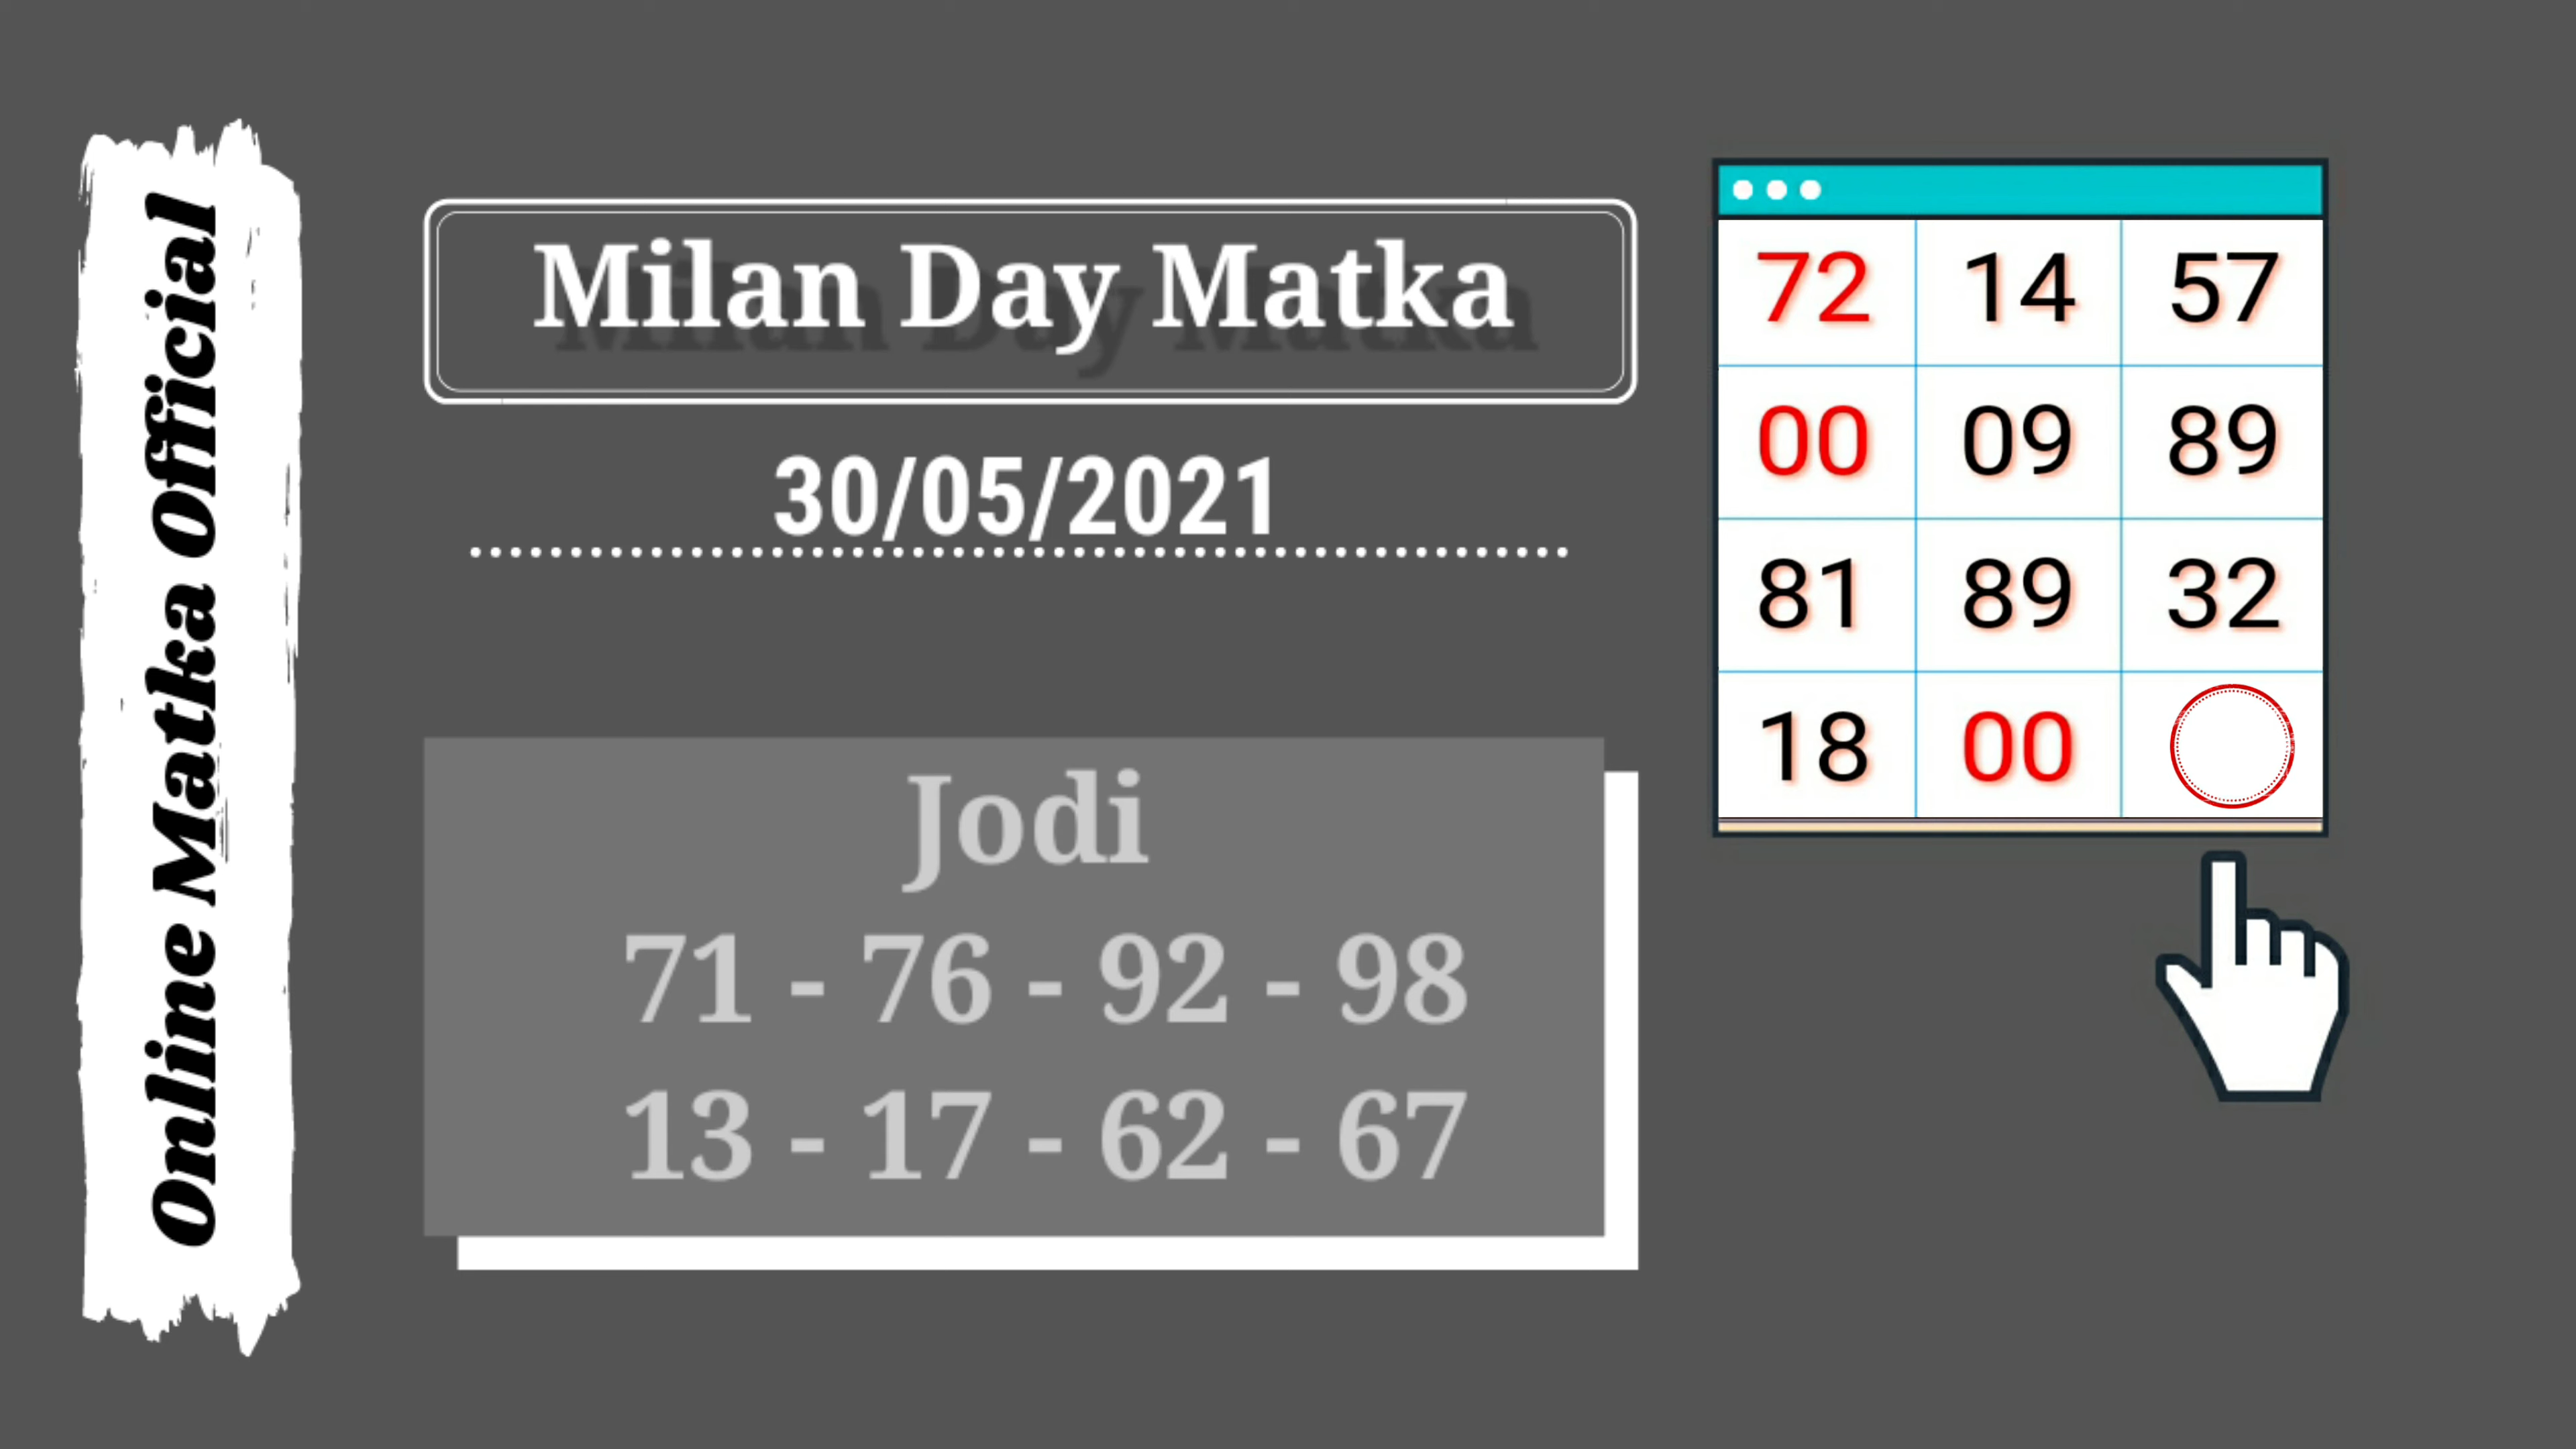 Online Matka Official
Milan Day Matka
30/05/2021
Jodi
71 - 76 - 92 - 98
13 - 17 - 62 - 67
72 14 57
00 09 89
81 89 32
18 00